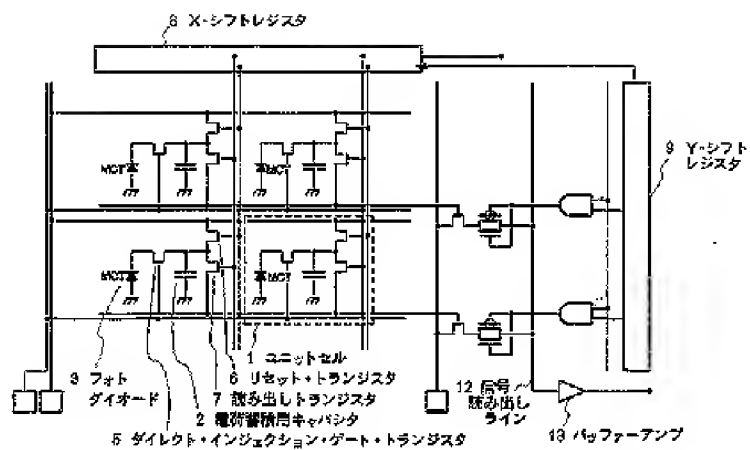 8 X-シフトレジスタ
9 Y-シフト
レジスタ
MCT
MCT
MCT
MCT
1 ユニットセル
3 フォト
ダイオード
6 リセット・トランジスタ
7 読み出しトランジスタ
2 電荷蓄積用キャパシタ
5 ダイレクト・インジェクション・ゲート・トランジスタ
12 信号
読み出し
ライン
13 バッファーアンプ